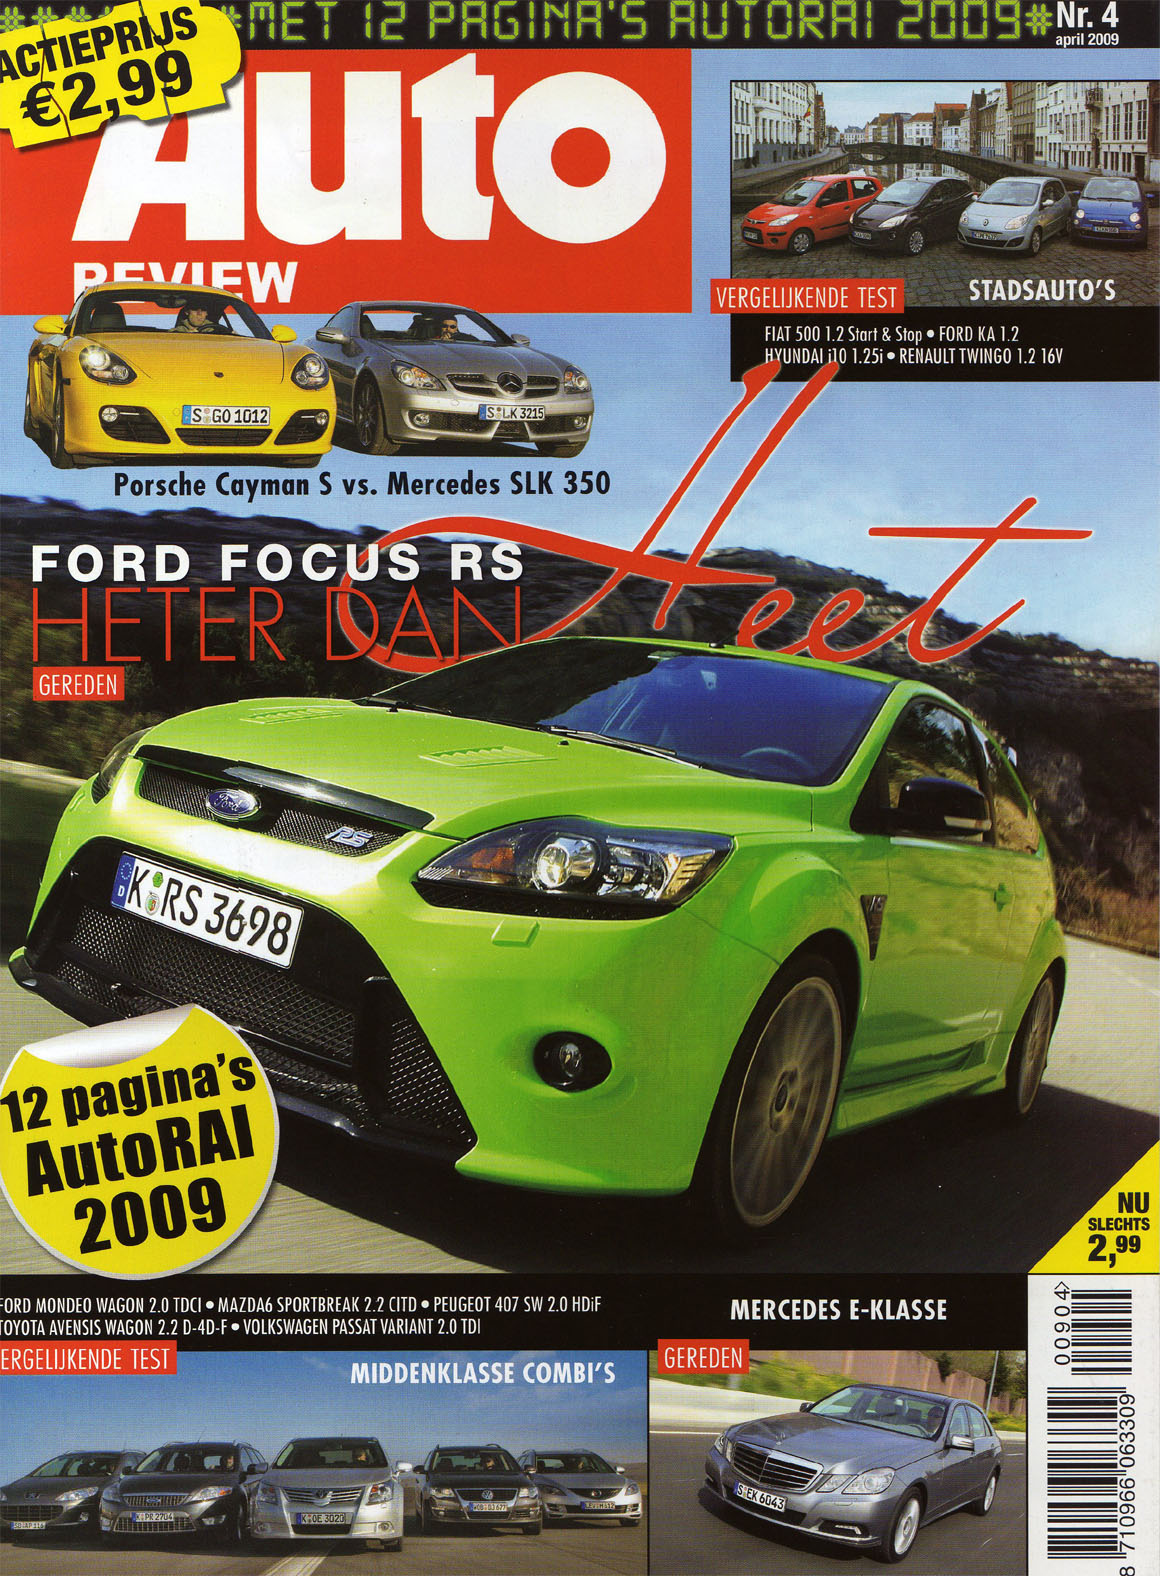 #MET 12 PAGINA'S AUTORAI 2009#
Nr. 4
april 2009
ACTIEPRIJS
€2,99
Auto
REVIEW
VERGELIJKENDE TEST
STADSAUTO'S
FIAT 500 1.2 Start & Stop • FORD KA 1.2
HYUNDAI i10 1.25i • RENAULT TWINGO 1.2 16V
S GO 1012
S LK 3215
Porsche Cayman S vs. Mercedes SLK 350
FORD FOCUS RS
HETER DAN Heet
GEREDEN
Ford
RS
D
K RS 3698
12 pagina's
AutoRAI
2009
NU
SLECHTS
2,99
FORD MONDEO WAGON 2.0 TDCI • MAZDA6 SPORTBREAK 2.2 CITD • PEUGEOT 407 SW 2.0 HDiF
TOYOTA AVENSIS WAGON 2.2 D-4D-F • VOLKSWAGEN PASSAT VARIANT 2.0 TDI
ERGELIJKENDE TEST
MIDDENKLASSE COMBI'S
K PR 2704
K OE 3020
MERCEDES E-KLASSE
GEREDEN
S EK 6043
00904
8 710966 063309